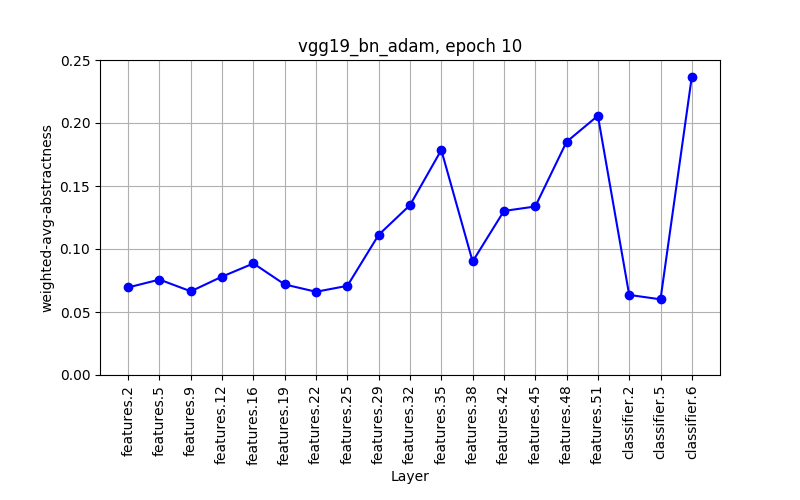 vgg19_bn_adam, epoch 10
weighted-avg-abstractness
0.25
0.20
0.15
0.10
0.05
0.00
features.2
features.5
features.9
features.12
features.16
features.19
features.22
features.25
features.29
features.32
features.35
features.38
features.42
features.45
features.48
features.51
classifier.2
classifier.5
classifier.6
Layer